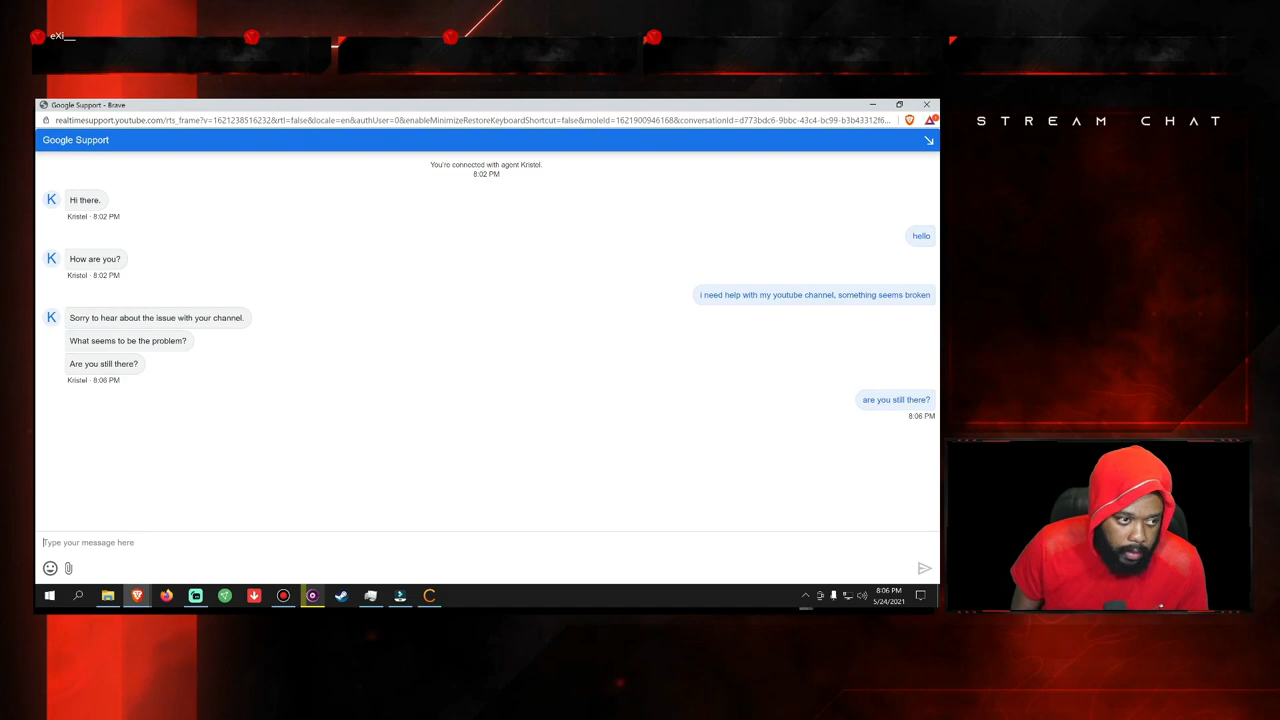 eXi__
Google Support - Brave
realtimesupport.youtube.com/rts_frame?v=1621238516232&rtl=false&locale=en&authUser=0&enableMinimizeRestoreKeyboardShortcut=false&moleId=1621900946168&conversationId=d773bdc6-9bbc-43c4-bc99-b3b43312f6...
STREAM CHAT
Google Support
You're connected with agent Kristel.
8:02 PM
K
Hi there.
Kristel · 8:02 PM
hello
K
How are you?
Kristel · 8:02 PM
i need help with my youtube channel, something seems broken
K
Sorry to hear about the issue with your channel.
What seems to be the problem?
Are you still there?
Kristel · 8:06 PM
are you still there?
8:06 PM
Type your message here
8:06 PM
5/24/2021